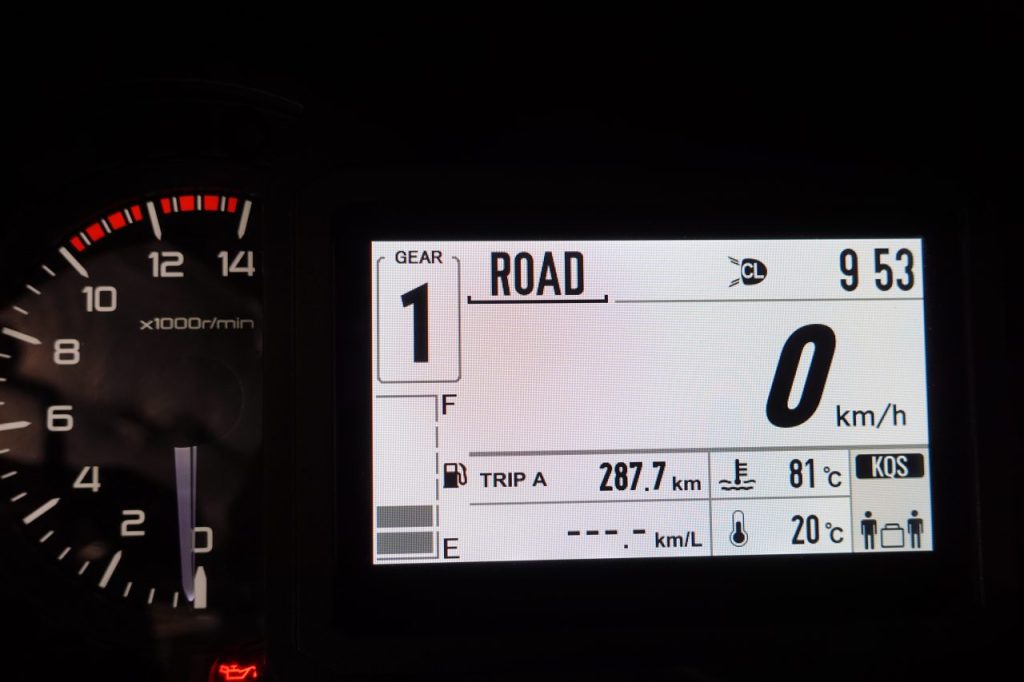 GEAR
1
ROAD
CL
9 53
0 km/h
F
E
TRIP A 287.7 km
81 °C
KQS
---.- km/L
20 °C
14
12
10
x1000r/min
8
6
4
2
0